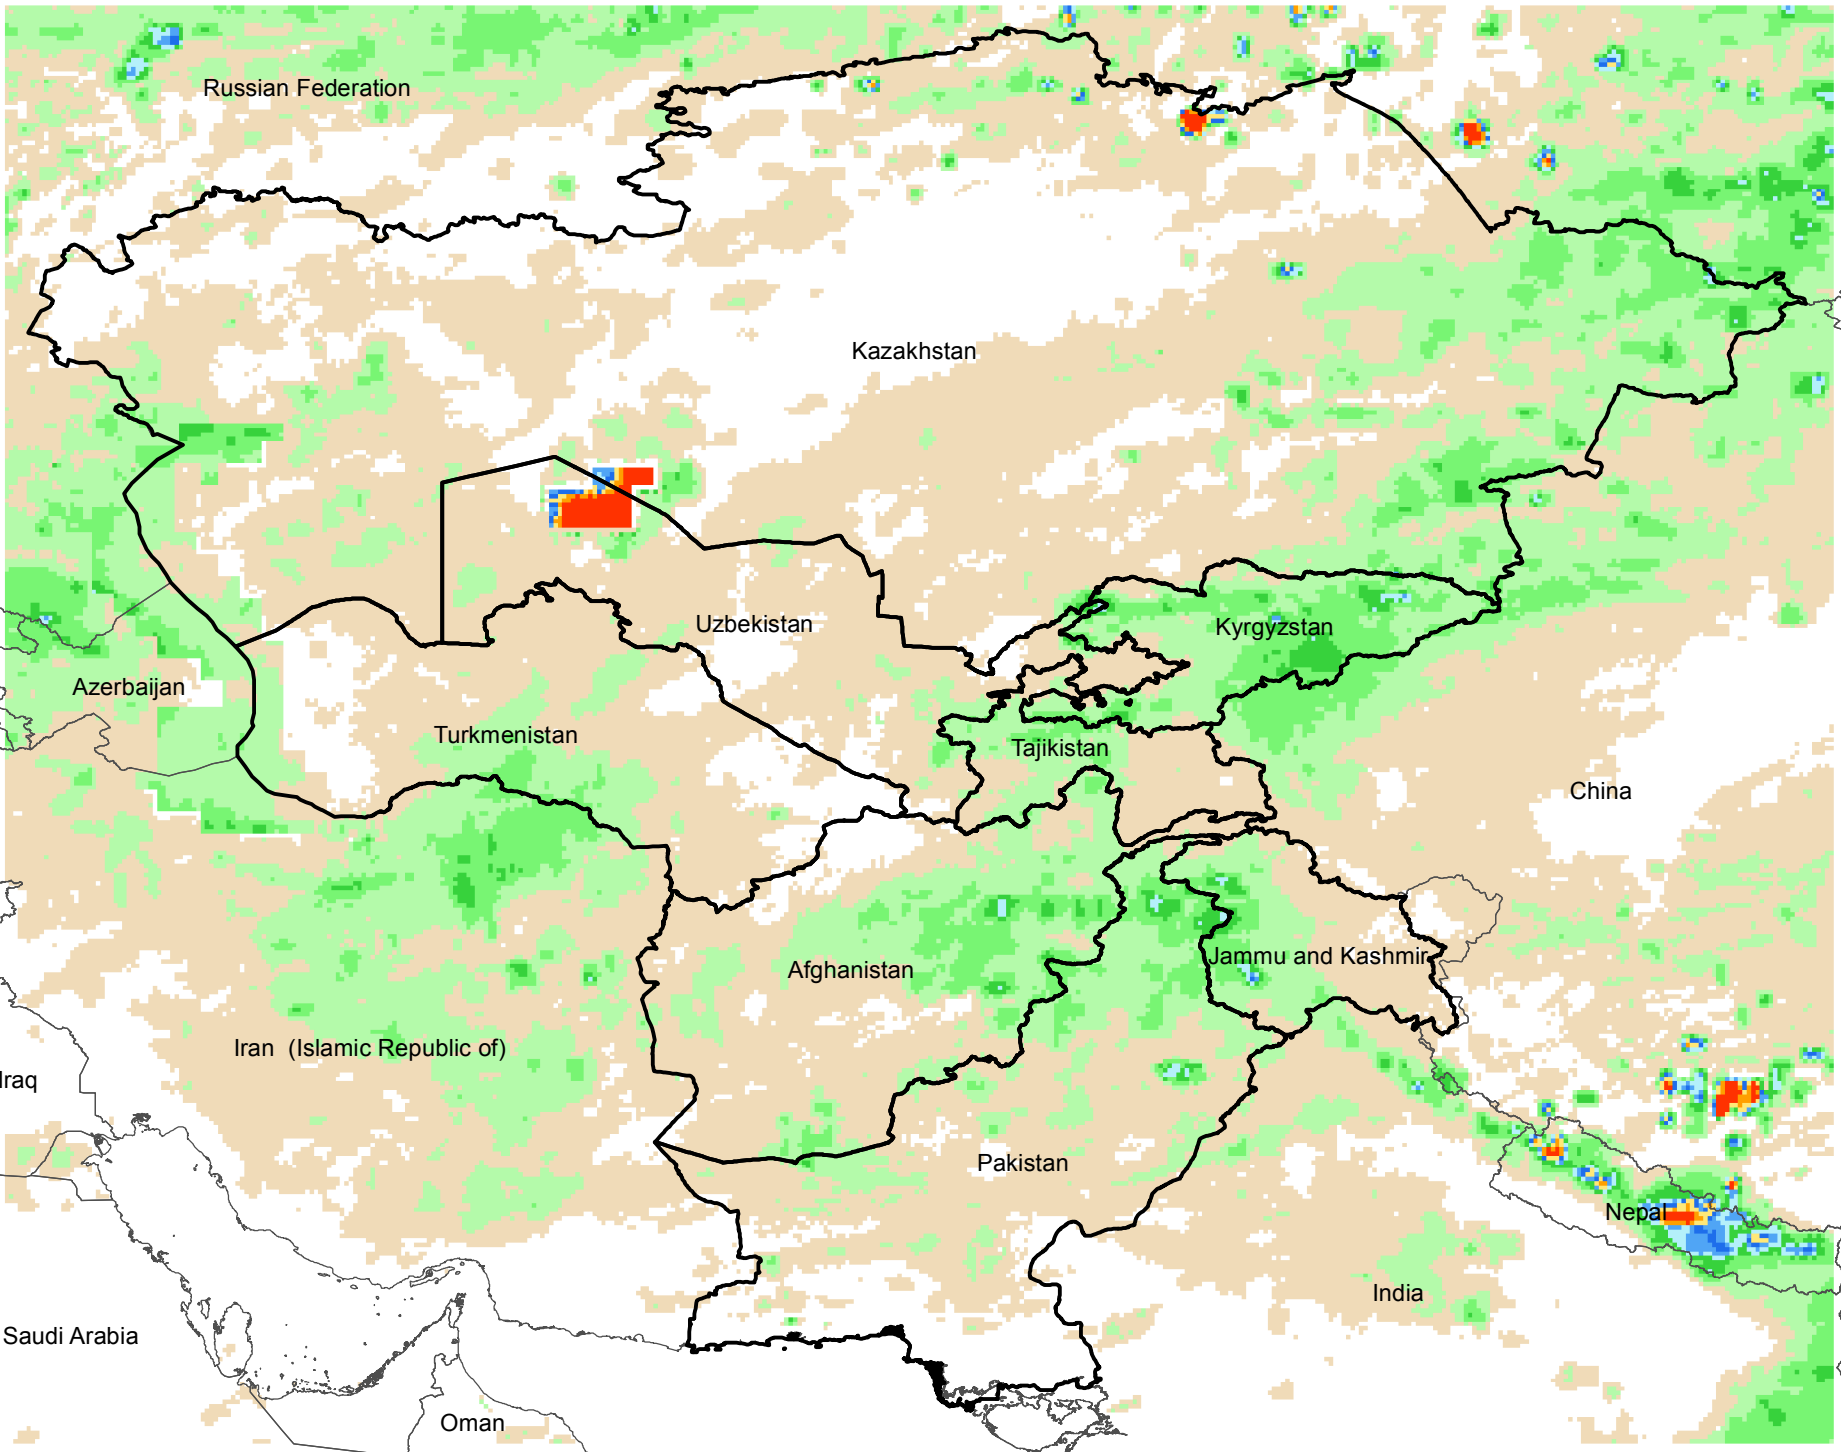 Russian Federation
Kazakhstan
Uzbekistan
Kyrgyzstan
Azerbaijan
Turkmenistan
Tajikistan
China
Afghanistan
Jammu and Kashmir
Iran (Islamic Republic of)
Iraq
Pakistan
Nepal
India
Saudi Arabia
Oman